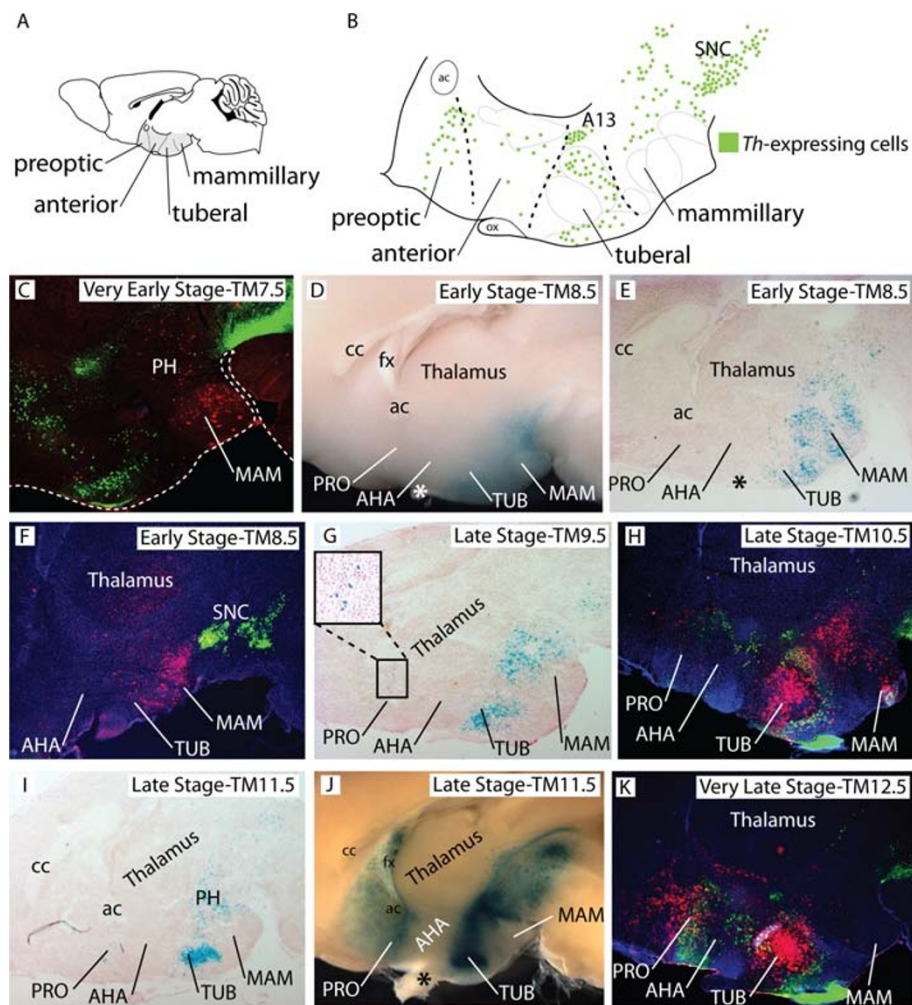 A
preoptic
anterior
tuberal
mammillary
B
ac
A13
SNC
Th-expressing cells
preoptic
anterior
ox
tuberal
mammillary
C
Very Early Stage-TM7.5
PH
MAM
D
Early Stage-TM8.5
cc
fx
Thalamus
ac
PRO
AHA
*
TUB
MAM
E
Early Stage-TM8.5
cc
Thalamus
ac
PRO
AHA
*
TUB
MAM
F
Early Stage-TM8.5
Thalamus
SNC
AHA
TUB
MAM
G
Late Stage-TM9.5
Thalamus
PRO
AHA
TUB
MAM
H
Late Stage-TM10.5
Thalamus
PRO
AHA
TUB
MAM
I
Late Stage-TM11.5
cc
Thalamus
ac
PH
PRO
AHA
TUB
MAM
J
Late Stage-TM11.5
cc
fx
Thalamus
ac
AHA
MAM
PRO
*
TUB
K
Very Late Stage-TM12.5
Thalamus
PRO
AHA
TUB
MAM